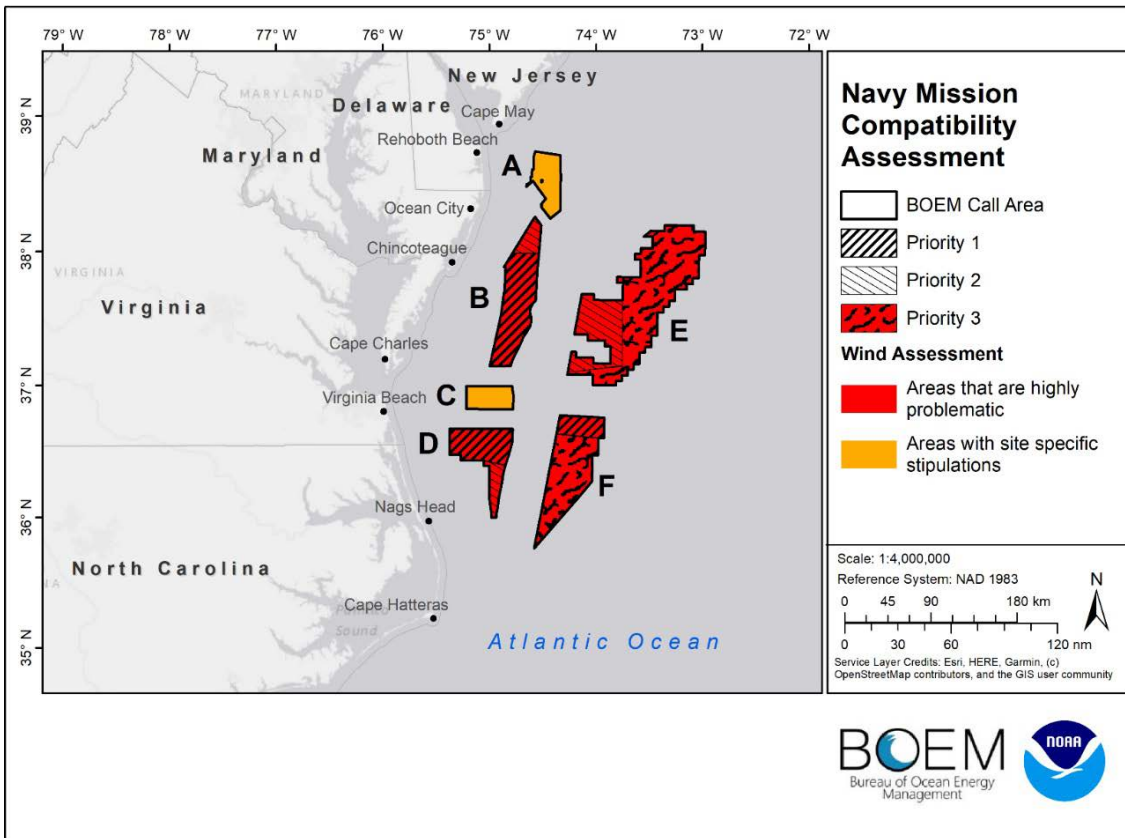 79° W 78° W 77° W 76° W 75° W 74° W 73° W 72° W
39° N
38° N
37° N
36° N
35° N
New Jersey
MARYLAND
Delaware
Cape May
Rehoboth Beach
Maryland
A
Ocean City
Chincoteague
VIRGINIA
Virginia
B
E
Cape Charles
C
Virginia Beach
D
F
Nags Head
North Carolina
Cape Hatteras
Sound
Atlantic Ocean
Navy Mission
Compatibility
Assessment
BOEM Call Area
Priority 1
Priority 2
Priority 3
Wind Assessment
Areas that are highly
problematic
Areas with site specific
stipulations
Scale: 1:4,000,000
Reference System: NAD 1983
N
0 45 90 180 km
0 30 60 120 nm
Service Layer Credits: Esri, HERE, Garmin, (c)
OpenStreetMap contributors, and the GIS user community
BOEM
Bureau of Ocean Energy
Management
NOAA